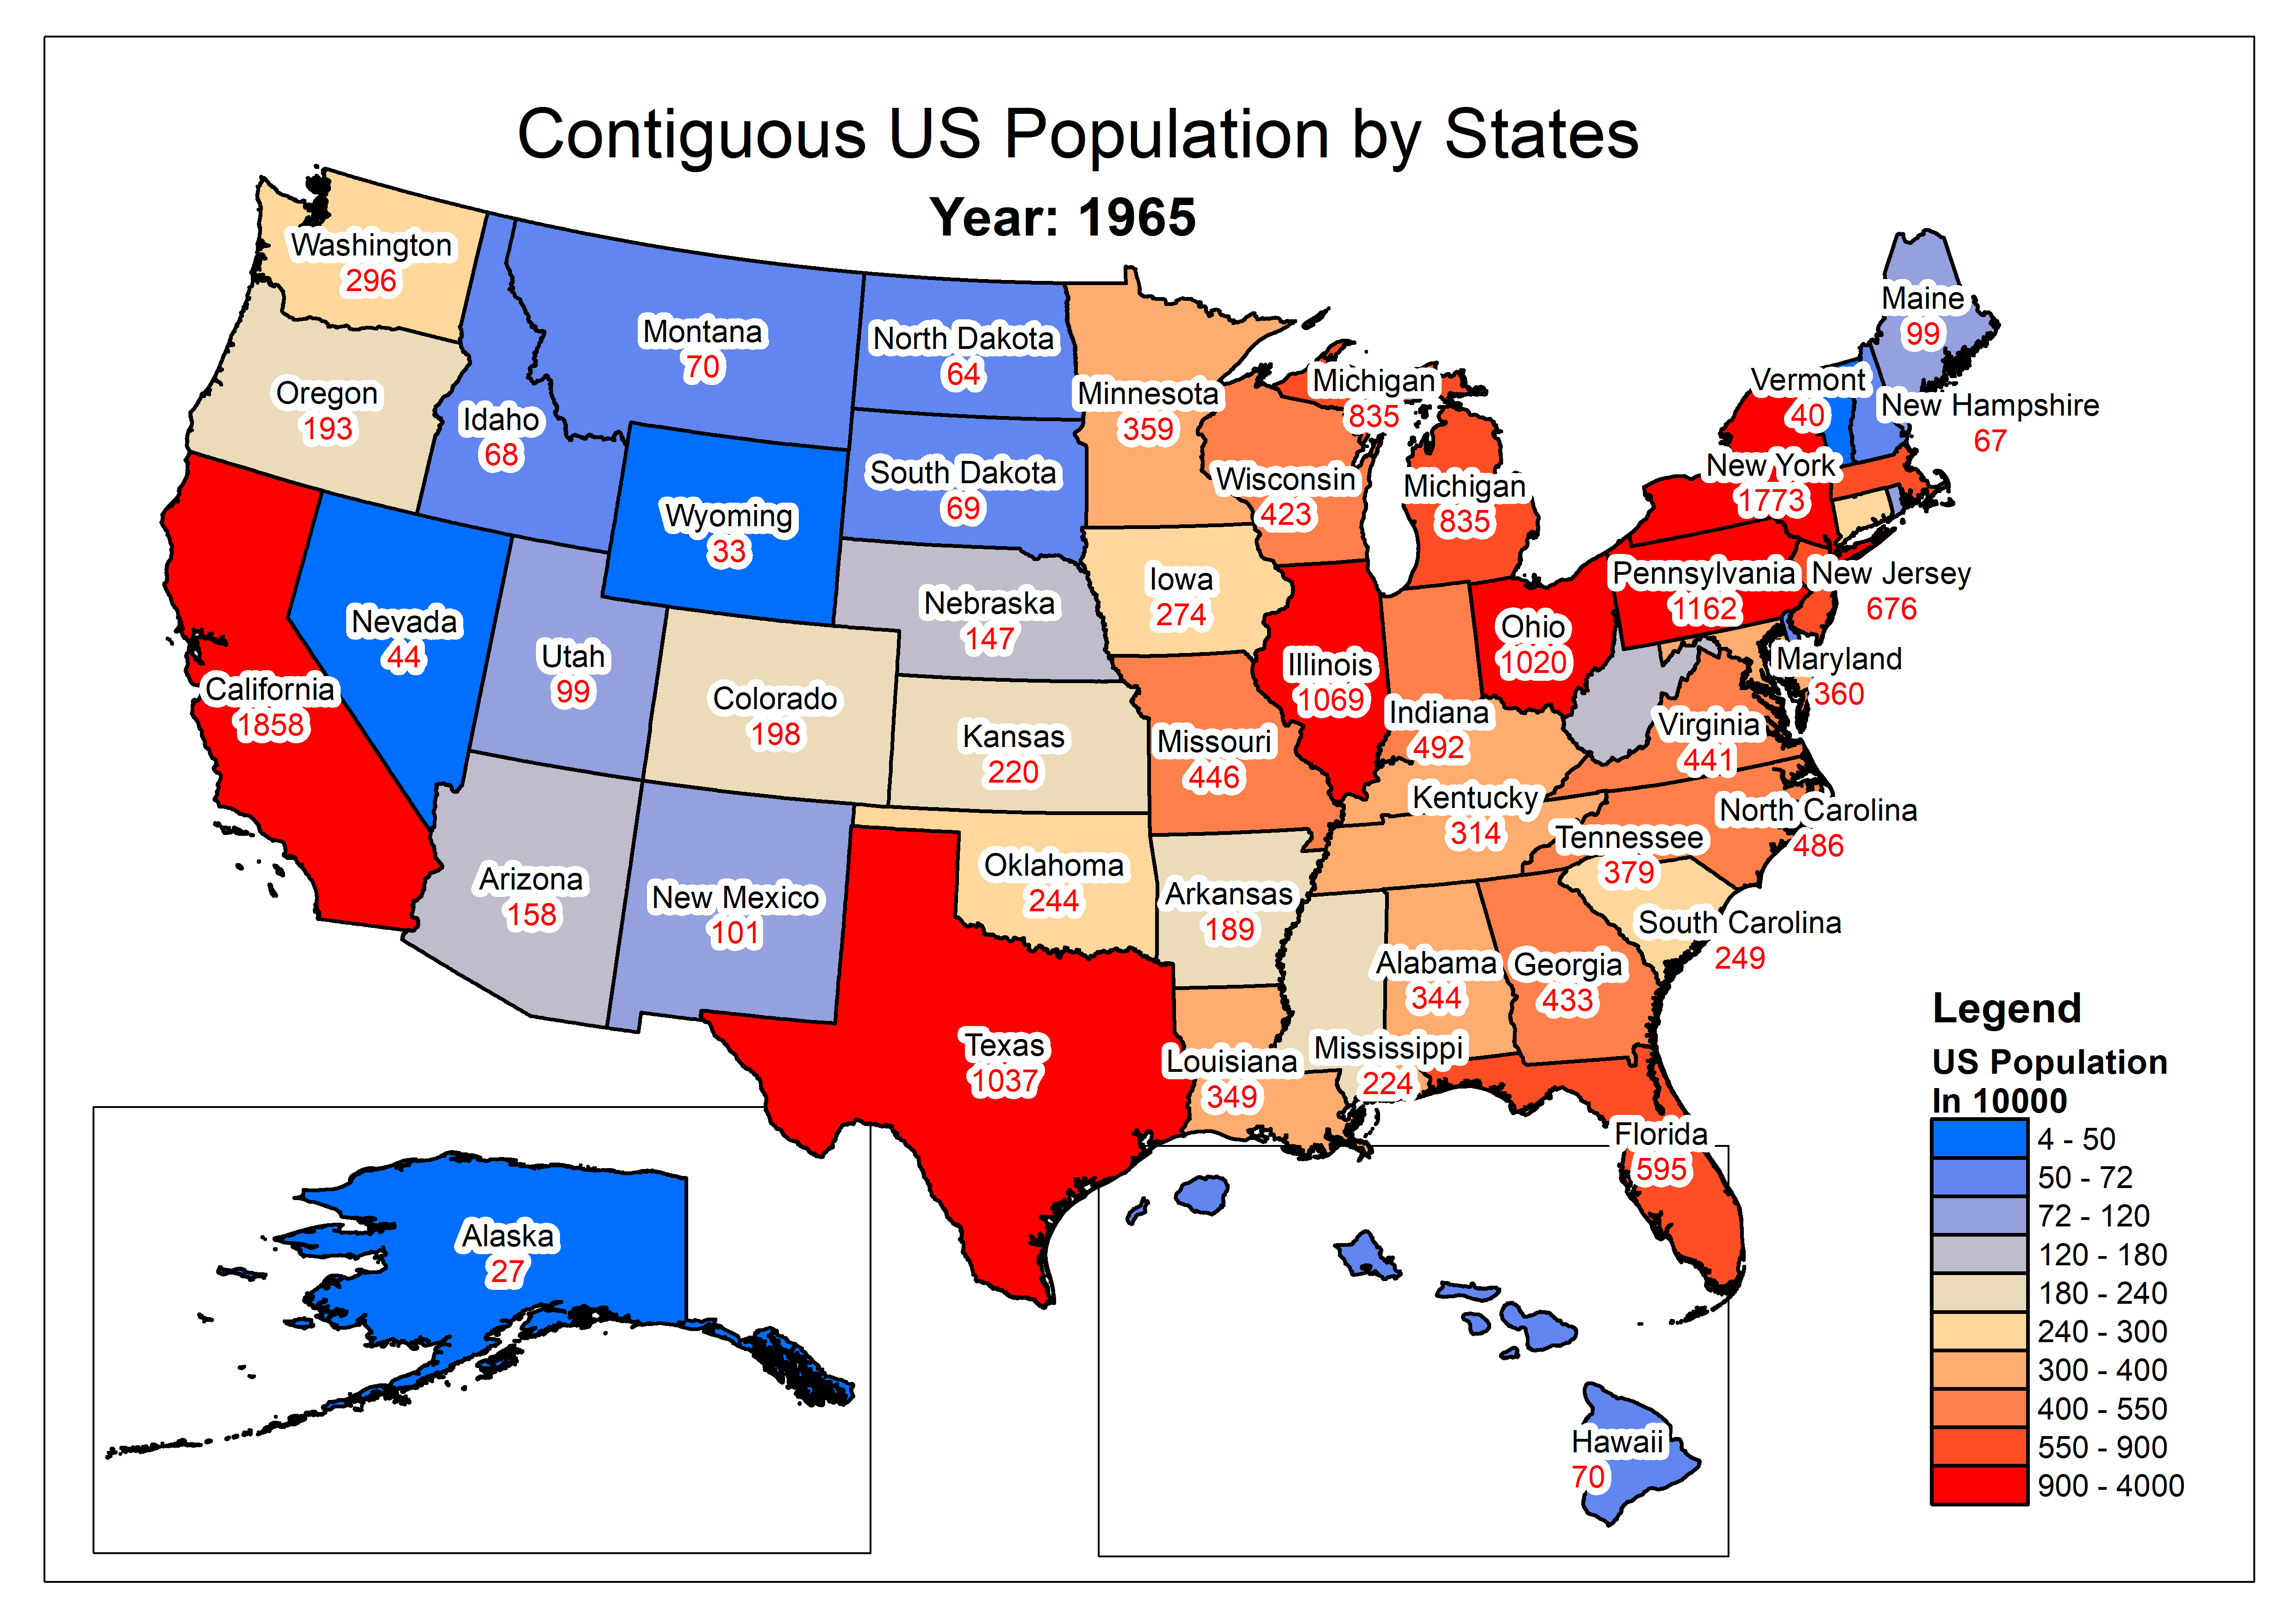 Contiguous US Population by States
Year: 1965
Washington
296
Oregon
193
Idaho
68
Montana
70
North Dakota
64
Minnesota
359
Michigan
835
Maine
99
Vermont
40
New Hampshire
67
South Dakota
69
Wyoming
33
Wisconsin
423
Michigan
835
New York
1773
Nevada
44
Utah
99
Nebraska
147
Iowa
274
Ohio
1020
Pennsylvania
1162
New Jersey
676
California
1858
Colorado
198
Kansas
220
Missouri
446
Illinois
1069
Indiana
492
Virginia
441
Maryland
360
Kentucky
314
Tennessee
379
North Carolina
486
Arizona
158
New Mexico
101
Oklahoma
244
Arkansas
189
South Carolina
249
Texas
1037
Louisiana
349
Mississippi
224
Alabama
344
Georgia
433
Florida
595
Alaska
27
Hawaii
70
Legend
US Population
In 10000
4 - 50
50 - 72
72 - 120
120 - 180
180 - 240
240 - 300
300 - 400
400 - 550
550 - 900
900 - 4000